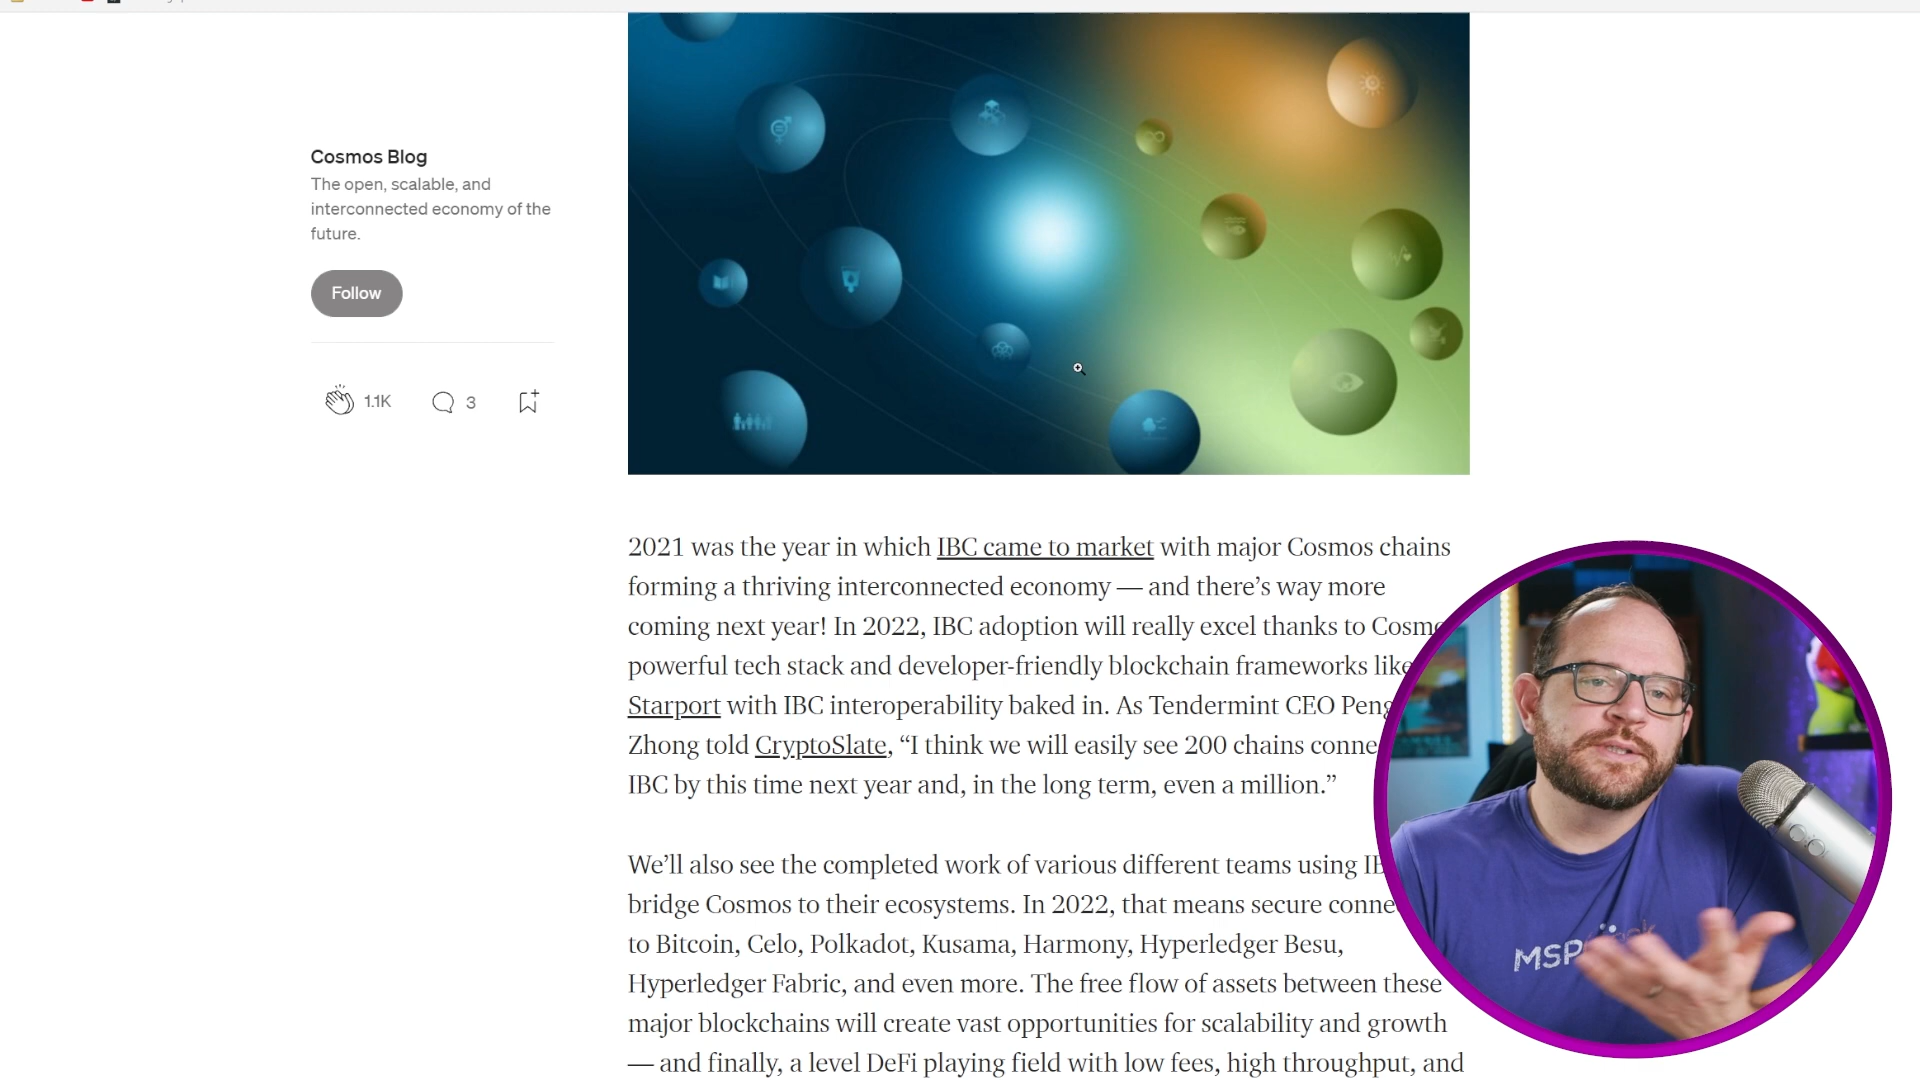 Cosmos Blog
The open, scalable, and
interconnected economy of the
future.
Follow
1.1K
3
2021 was the year in which IBC came to market with major Cosmos chains
forming a thriving interconnected economy — and there’s way more
coming next year! In 2022, IBC adoption will really excel thanks to
powerful tech stack and developer-friendly blockchain frameworks like
Starport with IBC interoperability baked in. As Tendermint CEO Peng
Zhong told CryptoSlate, “I think we will easily see 200 chains
IBC by this time next year and, in the long term, even a million.”
We’ll also see the completed work of various different teams using
bridge Cosmos to their ecosystems. In 2022, that means secure
to Bitcoin, Celo, Polkadot, Kusama, Harmony, Hyperledger Besu,
Hyperledger Fabric, and even more. The free flow of assets between these
major blockchains will create vast opportunities for scalability and growth
— and finally, a level DeFi playing field with low fees, high throughput, and